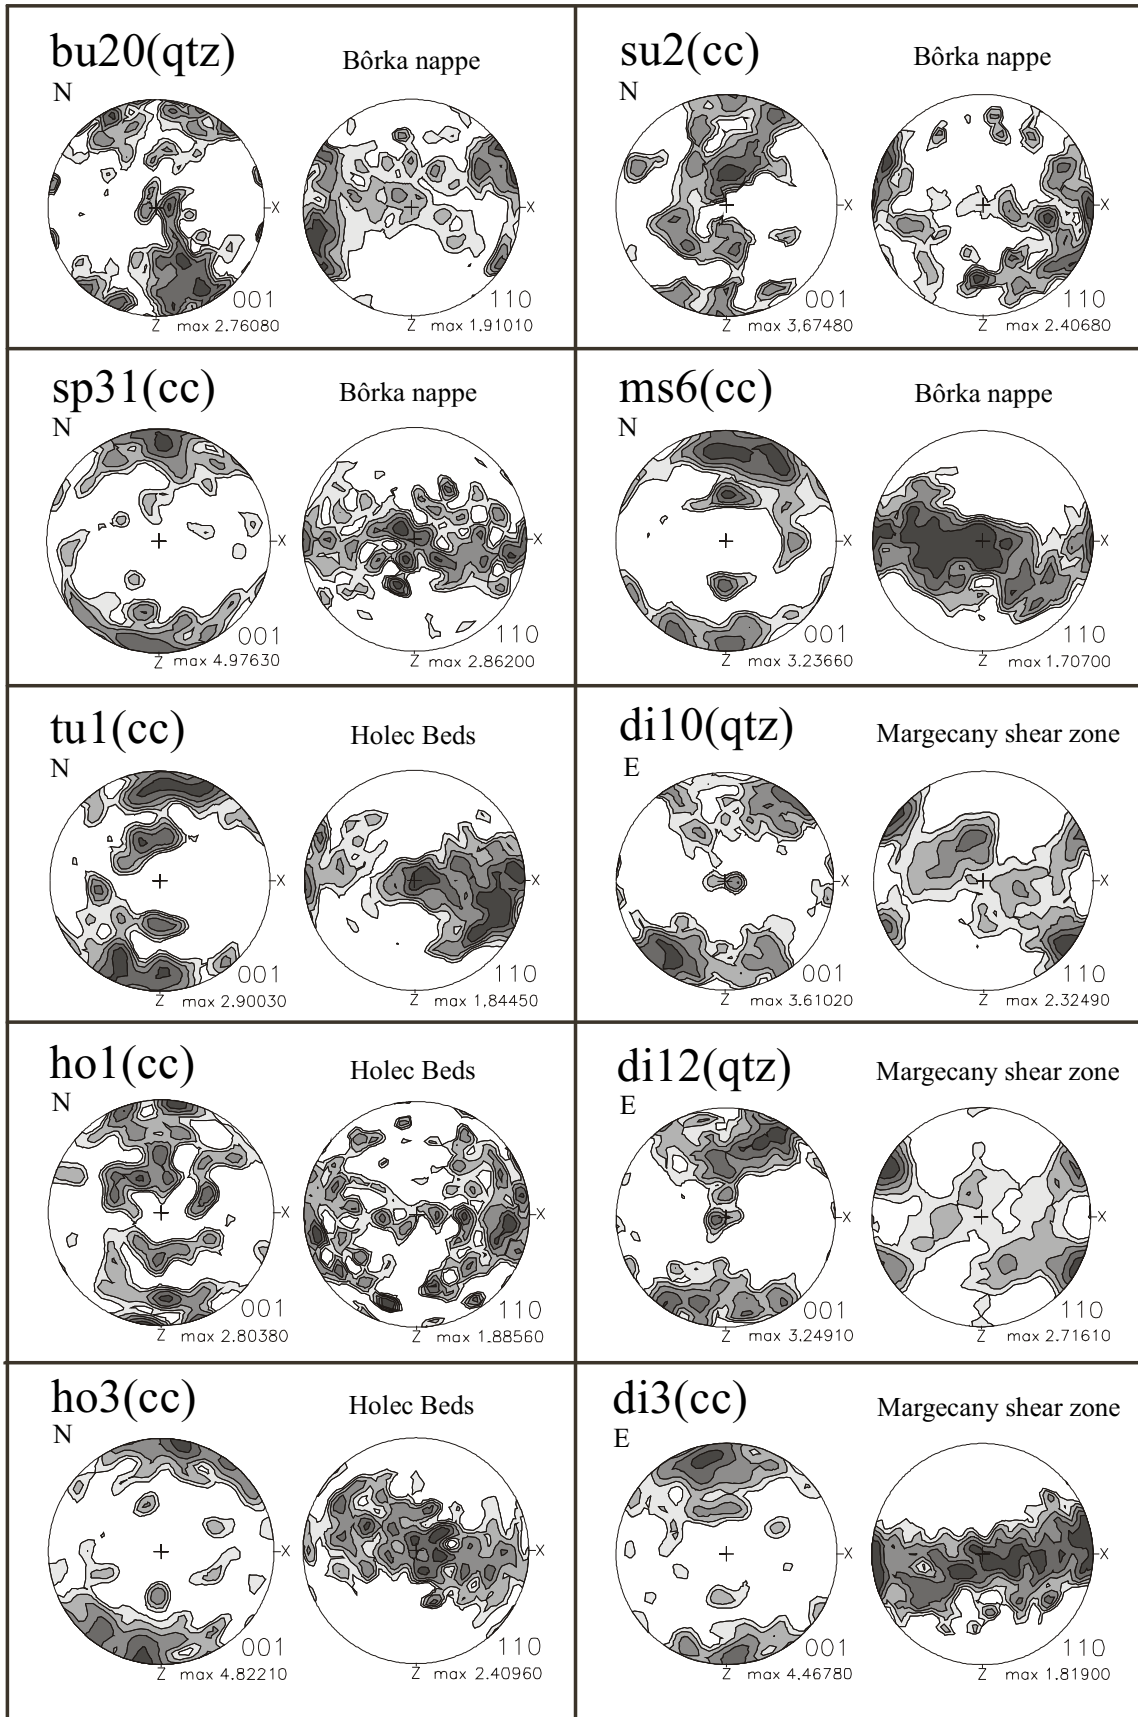 bu20(qtz) Bôrka nappe
N
X
001 110
Z max 2.76080 Z max 1.91010
su2(cc) Bôrka nappe
N
X
001 110
Z max 3.67480 max 2.40680
sp31(cc) Bôrka nappe
N
X
001 110
Z max 4.97630 Z max 2.86200
ms6(cc) Bôrka nappe
N
X
001 110
Z max 3.23660 Z max 1.70700
tu1(cc) Holec Beds
N
X
001 110
Z max 2.90030 Z max 1.84450
di10(qtz) Margecany shear zone
E
X
001 110
Z max 3.61020 Z max 2.32490
ho1(cc) Holec Beds
N
X
001 110
Z max 2.80380 Z max 1.88560
di12(qtz) Margecany shear zone
E
X
001 110
Z max 3.24910 Z max 2.71610
ho3(cc) Holec Beds
N
X
001 110
Z max 4.82210 Z max 2.40960
di3(cc) Margecany shear zone
E
X
001 110
Z max 4.46780 Z max 1.81900